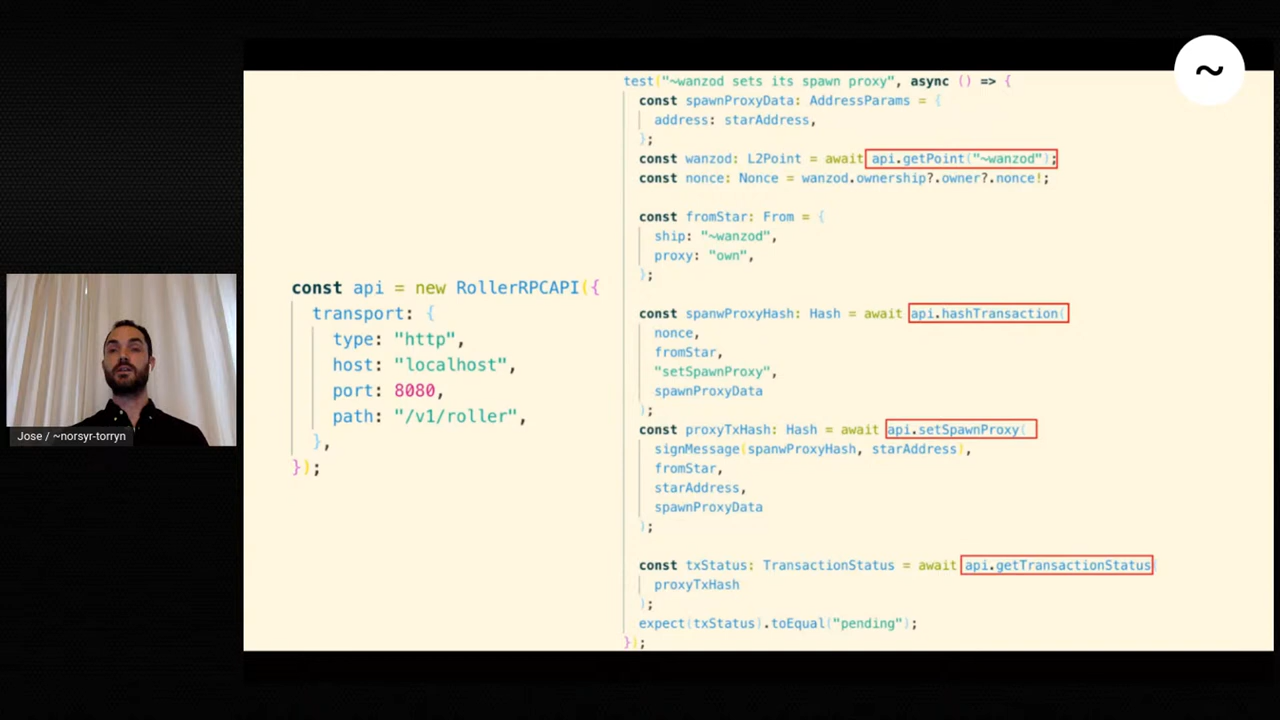 ~
Jose / ~norsyr-torryn
const api = new RollerRPCAPI({
transport: {
type: "http",
host: "localhost",
port: 8080,
path: "/v1/roller",
},
});
test("~wanzod sets its spawn proxy", async () => {
const spawnProxyData: AddressParams = {
address: starAddress,
};
const wanzod: L2Point = await api.getPoint("~wanzod");
const nonce: Nonce = wanzod.ownership?.owner?.nonce!;
const fromStar: From = {
ship: "~wanzod",
proxy: "own",
};
const spanwProxyHash: Hash = await api.hashTransaction(
nonce,
fromStar,
"setSpawnProxy",
spawnProxyData
);
const proxyTxHash: Hash = await api.setSpawnProxy(
signMessage(spanwProxyHash, starAddress),
fromStar,
starAddress,
spawnProxyData
);
const txStatus: TransactionStatus = await api.getTransactionStatus(
proxyTxHash
);
expect(txStatus).toEqual("pending");
});